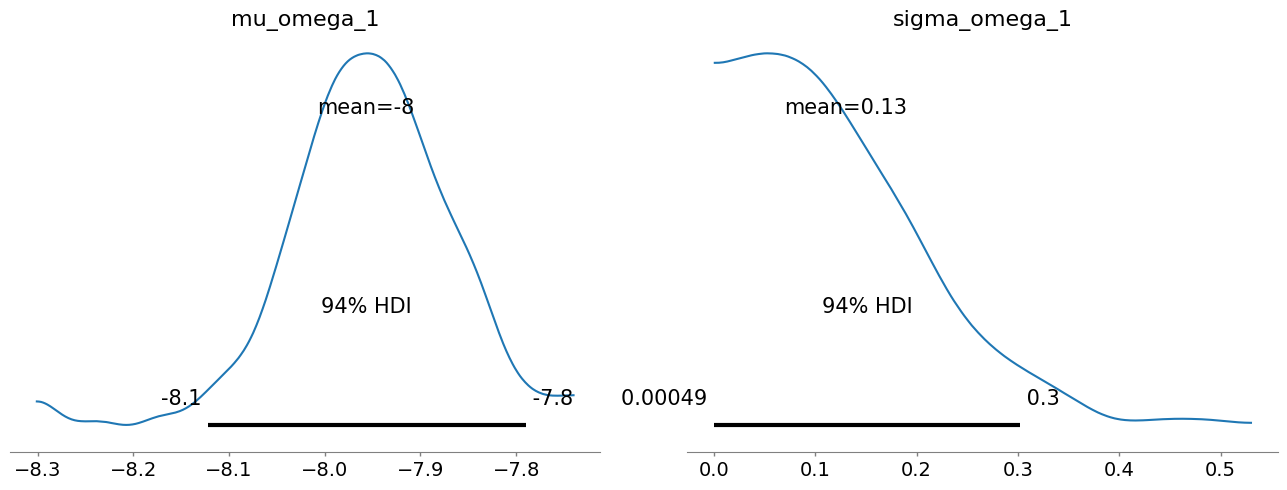 mu_omega_1
mean=-8
94% HDI
-8.1
-7.8
−8.3 −8.2 −8.1 −8.0 −7.9 −7.8
sigma_omega_1
mean=0.13
94% HDI
0.00049
0.3
0.0 0.1 0.2 0.3 0.4 0.5